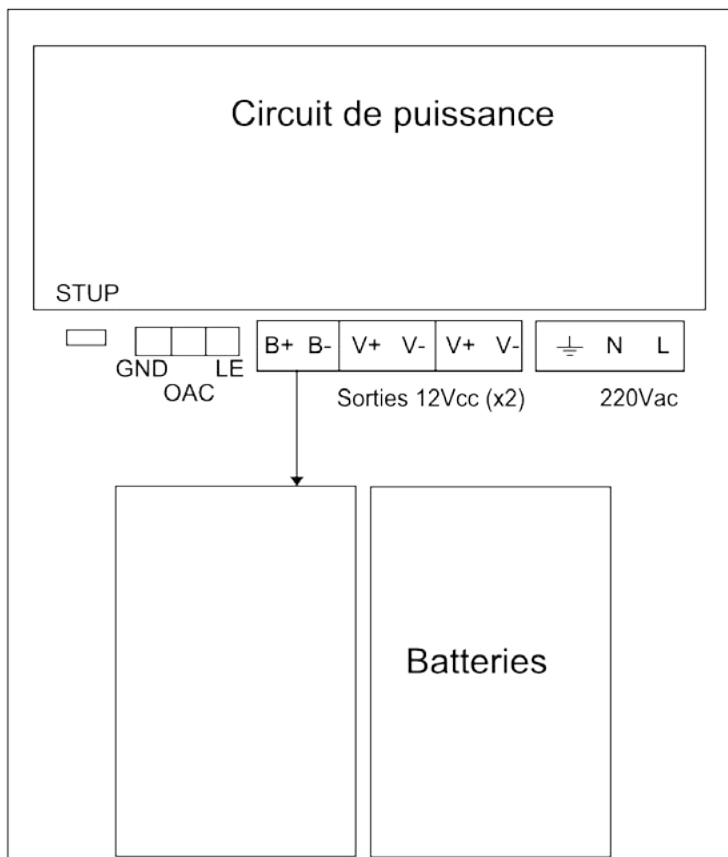 Circuit de puissance
STUP
B+ B- V+ V- V+ V- N L
GND LE
OAC
Sorties 12Vcc (x2) 220Vac
Batteries